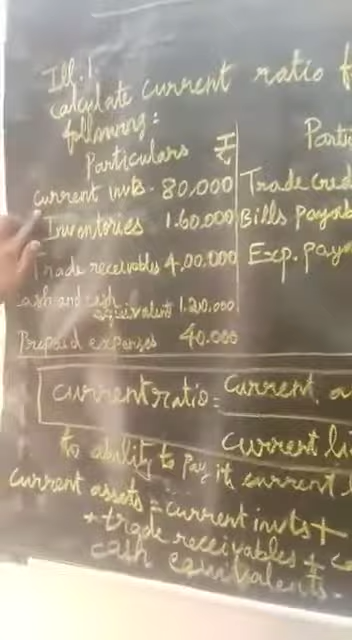 Ill. 1.
calculate current ratio f
following:
Particulars ₹ Parti
current invts. 80,000 Trade cred
Inventories 1.60,000 Bills payab
Trade receivables 4,00,000 Exp. paya
cash and cash
equivalent 1,20,000
Prepaid expenses 40.000
current ratio = current a
current li
to ability to pay it current l
current assets = current invts +
+ trade receivables + ca
cash equivalents.